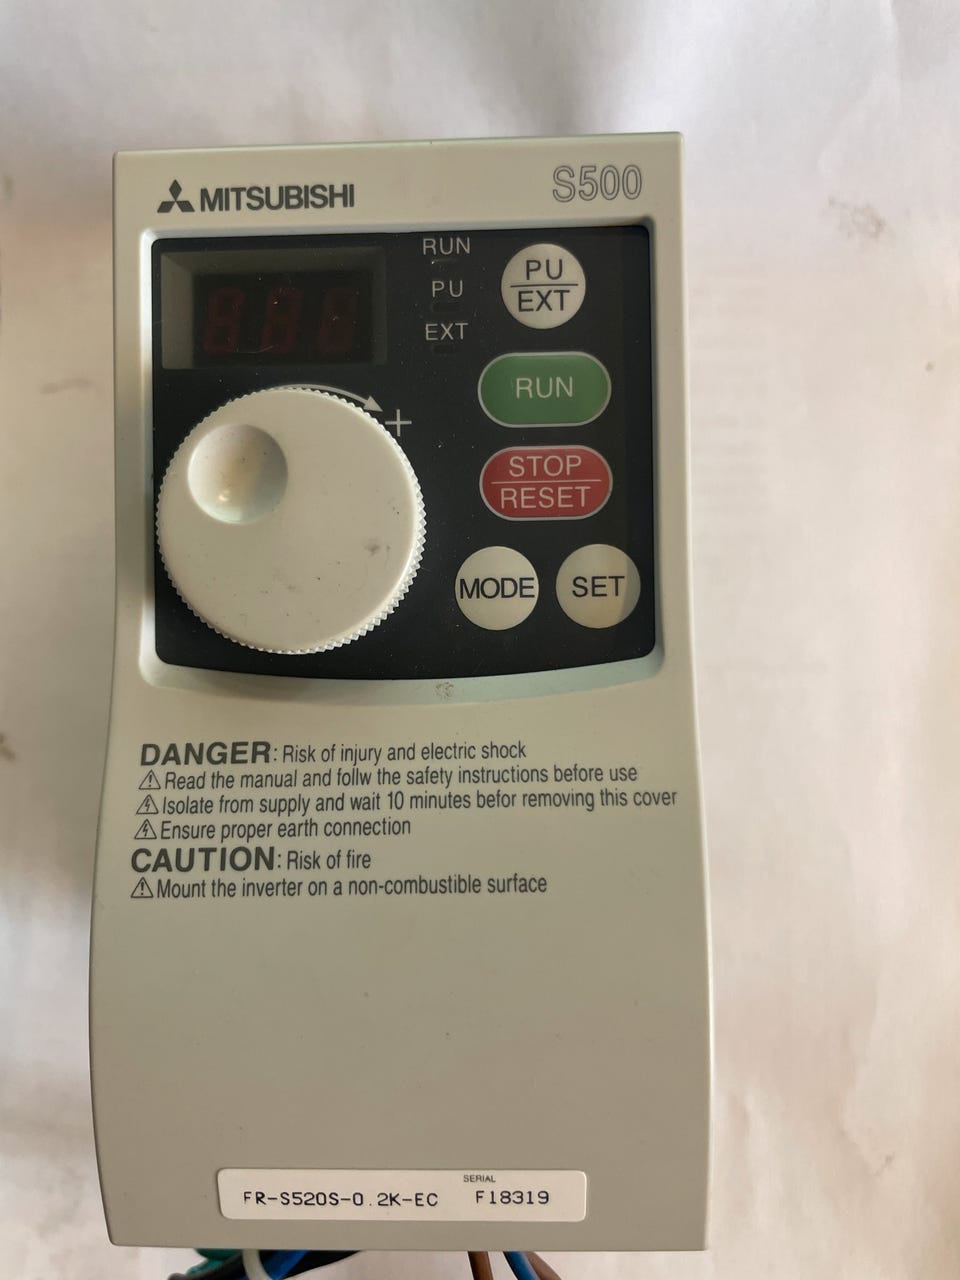 MITSUBISHI
S500
RUN
PU
EXT
PU
EXT
RUN
STOP
RESET
+
MODE
SET
DANGER: Risk of injury and electric shock
Read the manual and follw the safety instructions before use
Isolate from supply and wait 10 minutes befor removing this cover
Ensure proper earth connection
CAUTION: Risk of fire
Mount the inverter on a non-combustible surface
SERIAL
FR-S520S-0.2K-EC F18319